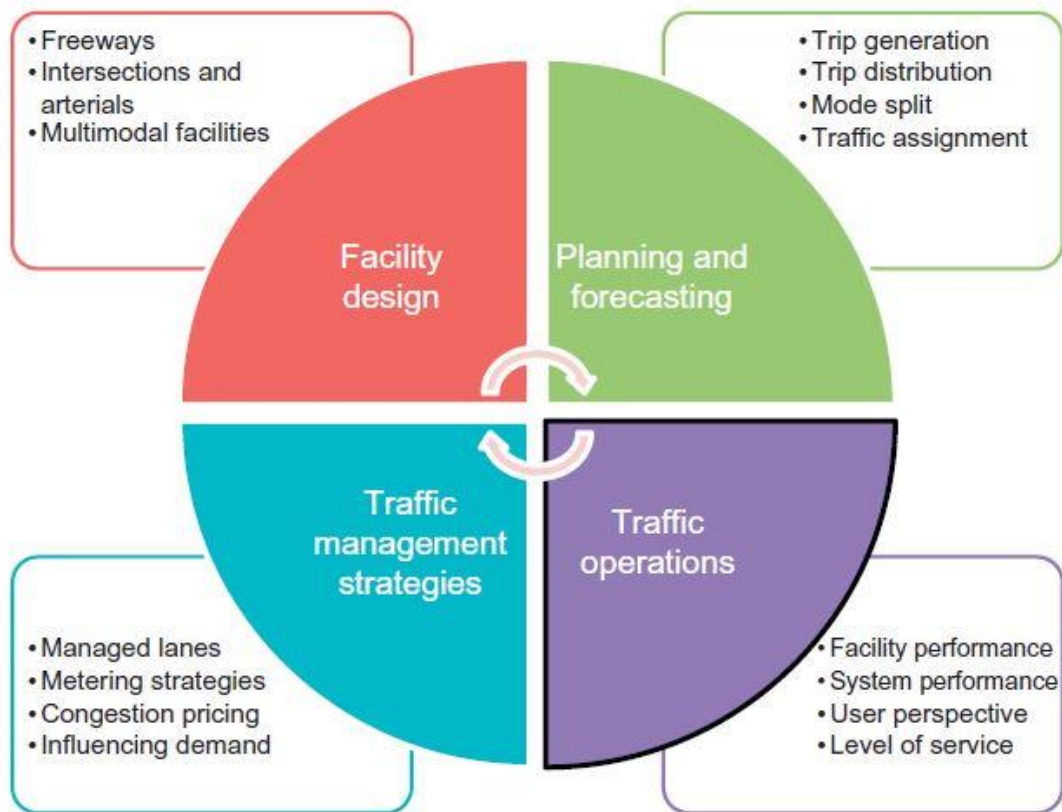 • Freeways
• Intersections and
arterials
• Multimodal facilities
• Trip generation
• Trip distribution
• Mode split
• Traffic assignment
Facility
design
Planning and
forecasting
Traffic
management
strategies
Traffic
operations
• Managed lanes
• Metering strategies
• Congestion pricing
• Influencing demand
• Facility performance
• System performance
• User perspective
• Level of service